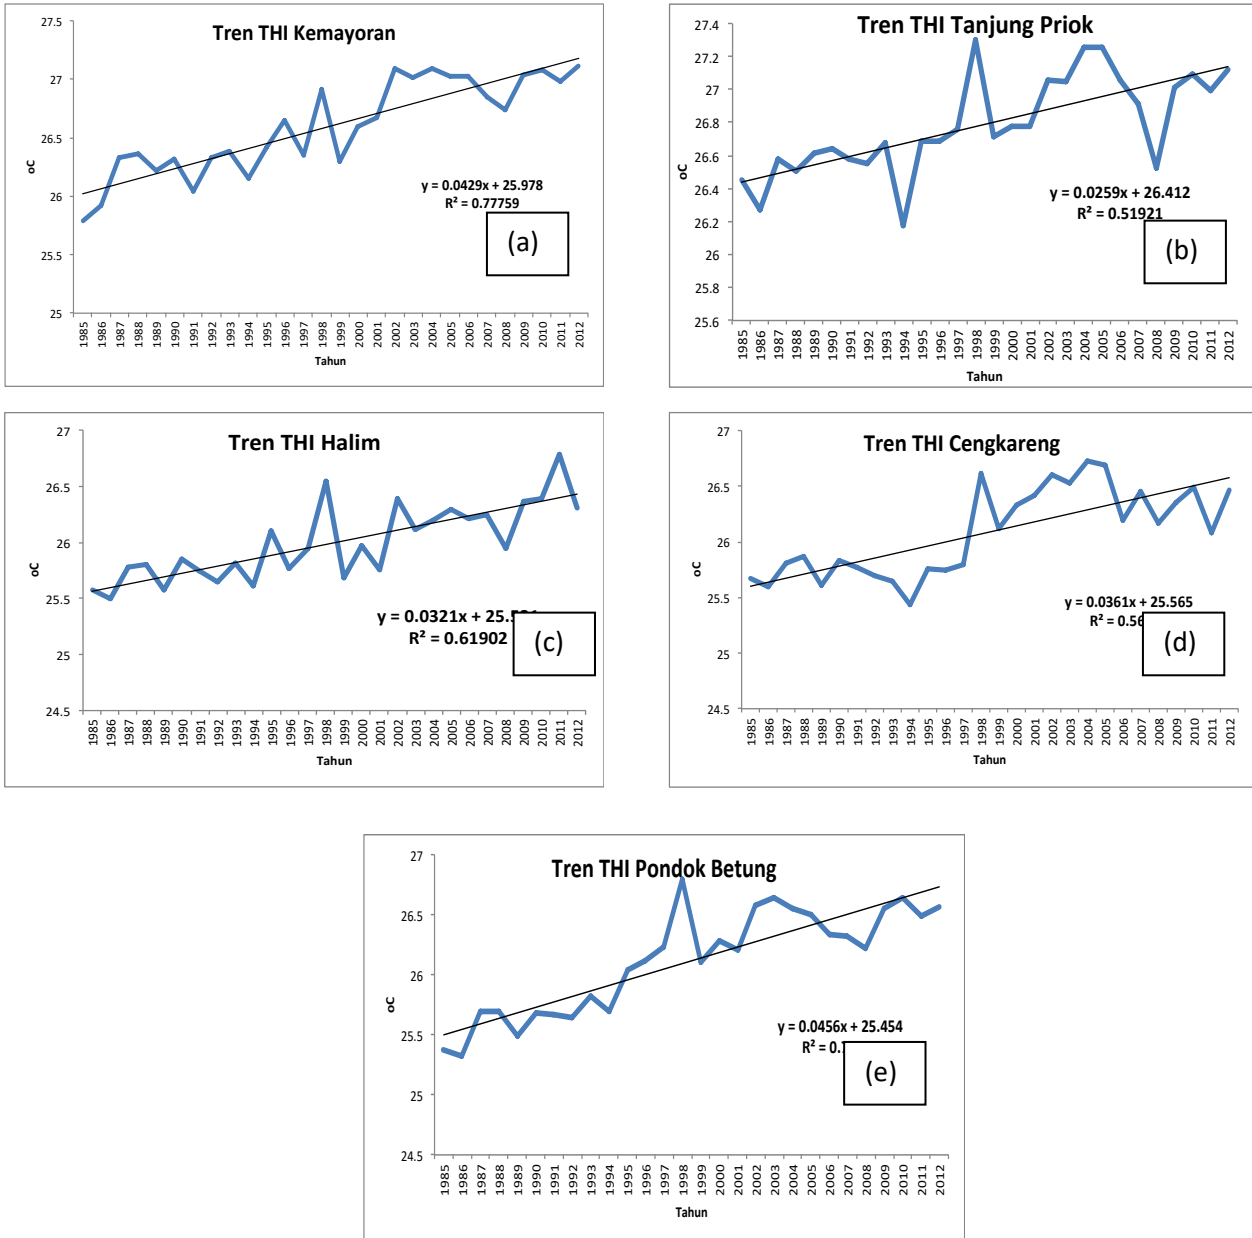 Tren THI Kemayoran
27.5
27
26.5
26
25.5
25
oC
y = 0.0429x + 25.978
R² = 0.77759
(a)
1985 1986 1987 1988 1989 1990 1991 1992 1993 1994 1995 1996 1997 1998 1999 2000 2001 2002 2003 2004 2005 2006 2007 2008 2009 2010 2011 2012
Tahun
Tren THI Tanjung Priok
27.4
27.2
27
26.8
26.6
26.4
26.2
26
25.8
25.6
oC
y = 0.0259x + 26.412
R² = 0.51921
(b)
1985 1986 1987 1988 1989 1990 1991 1992 1993 1994 1995 1996 1997 1998 1999 2000 2001 2002 2003 2004 2005 2006 2007 2008 2009 2010 2011 2012
Tahun
Tren THI Halim
27
26.5
26
25.5
25
24.5
oC
y = 0.0321x +
R² = 0.61902
(c)
1985 1986 1987 1988 1989 1990 1991 1992 1993 1994 1995 1996 1997 1998 1999 2000 2001 2002 2003 2004 2005 2006 2007 2008 2009 2010 2011 2012
Tahun
Tren THI Cengkareng
27
26.5
26
25.5
25
24.5
oC
y = 0.0361x + 25.565
R² =
(d)
1985 1986 1987 1988 1989 1990 1991 1992 1993 1994 1995 1996 1997 1998 1999 2000 2001 2002 2003 2004 2005 2006 2007 2008 2009 2010 2011 2012
Tahun
Tren THI Pondok Betung
27
26.5
26
25.5
25
24.5
oC
y = 0.0456x + 25.454
R² =
(e)
1985 1986 1987 1988 1989 1990 1991 1992 1993 1994 1995 1996 1997 1998 1999 2000 2001 2002 2003 2004 2005 2006 2007 2008 2009 2010 2011 2012
Tahun